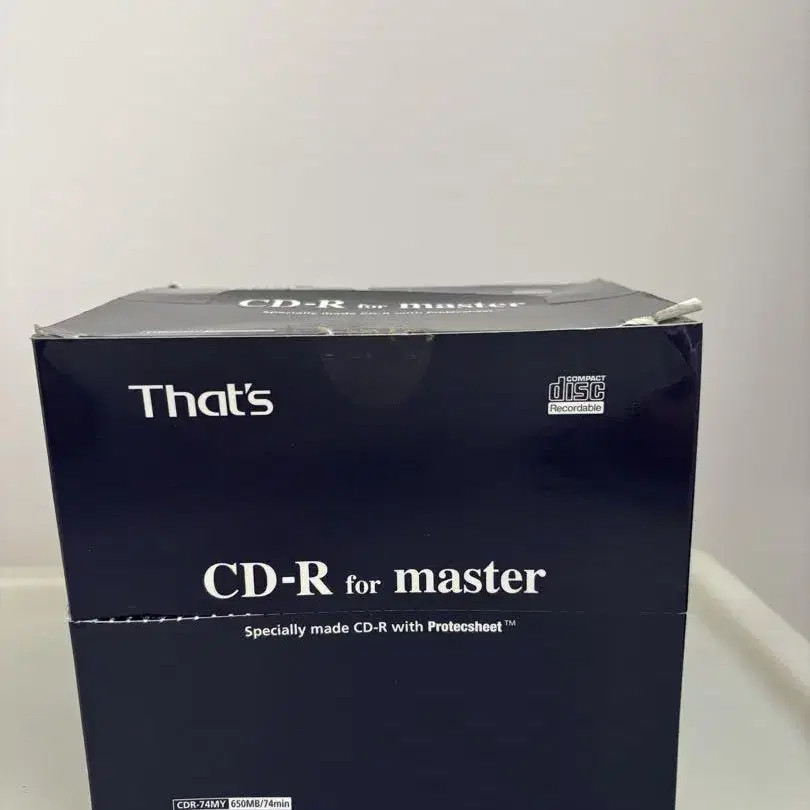 CD-R for master
Specially made CD-R with Protecsheet
That's
COMPACT
disc
Recordable
CD-R for master
Specially made CD-R with Protecsheet™
CDR-74MY 650MB/74min